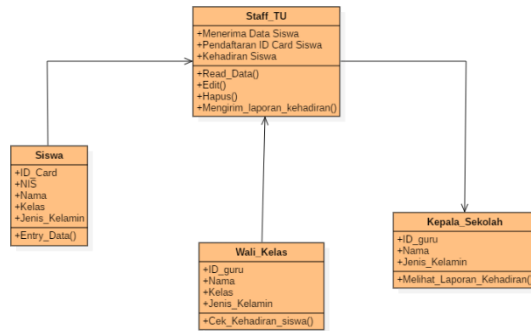 Staff_TU
+Menerima Data Siswa
+Pendaftaran ID Card Siswa
+Kehadiran Siswa
+Read_Data()
+Edit()
+Hapus()
+Mengirim_laporan_kehadiran()
Siswa
+ID_Card
+NIS
+Nama
+Kelas
+Jenis_Kelamin
+Entry_Data()
Wali_Kelas
+ID_guru
+Nama
+Kelas
+Jenis_Kelamin
+Cek_Kehadiran_siswa()
Kepala_Sekolah
+ID_guru
+Nama
+Jenis_Kelamin
+Melihat_Laporan_Kehadiran()